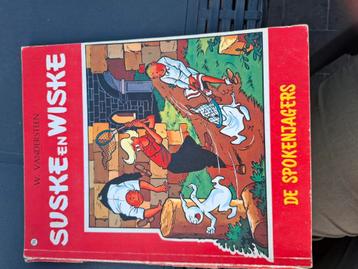 W. VANDERSTEEN
SUSKE EN WISKE
DE SPOKENJAGERS